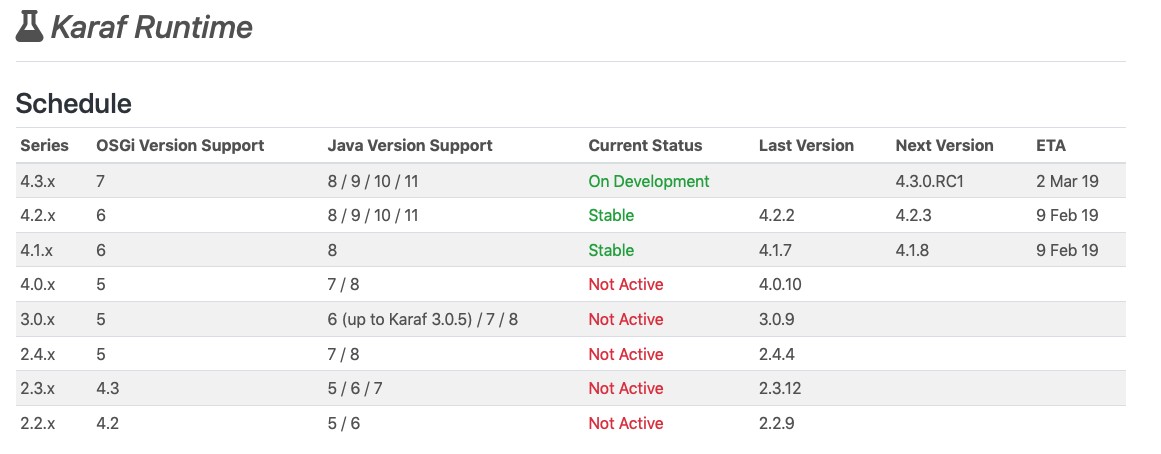 Karaf Runtime
Schedule
Series OSGi Version Support Java Version Support Current Status Last Version Next Version ETA
4.3.x 7 8 / 9 / 10 / 11 On Development 4.3.0.RC1 2 Mar 19
4.2.x 6 8 / 9 / 10 / 11 Stable 4.2.2 4.2.3 9 Feb 19
4.1.x 6 8 Stable 4.1.7 4.1.8 9 Feb 19
4.0.x 5 7 / 8 Not Active 4.0.10
3.0.x 5 6 (up to Karaf 3.0.5) / 7 / 8 Not Active 3.0.9
2.4.x 5 7 / 8 Not Active 2.4.4
2.3.x 4.3 5 / 6 / 7 Not Active 2.3.12
2.2.x 4.2 5 / 6 Not Active 2.2.9